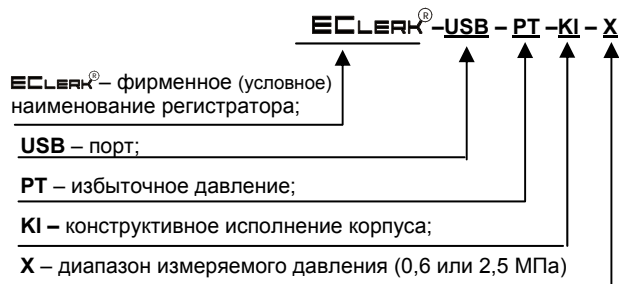 ECLERK®–USB – PT –KI – X
ECLERK®– фирменное (условное)
наименование регистратора;
USB – порт;
PT – избыточное давление;
KI – конструктивное исполнение корпуса;
X – диапазон измеряемого давления (0,6 или 2,5 МПа)